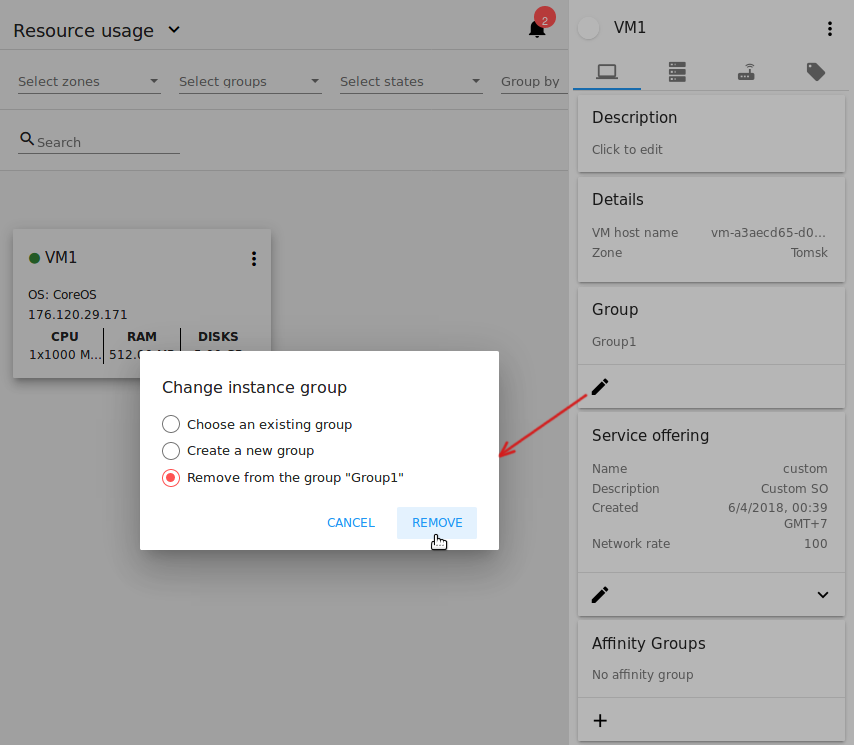 Resource usage
2
Select zones
Select groups
Select states
Group by
Search
VM1
OS: CoreOS
176.120.29.171
CPU RAM DISKS
1x1000 M... 512.
Change instance group
Choose an existing group
Create a new group
Remove from the group "Group1"
CANCEL REMOVE
VM1
Description
Click to edit
Details
VM host name vm-a3aecd65-d0...
Zone Tomsk
Group
Group1
Service offering
Name custom
Description Custom SO
Created 6/4/2018, 00:39
GMT+7
Network rate 100
Affinity Groups
No affinity group